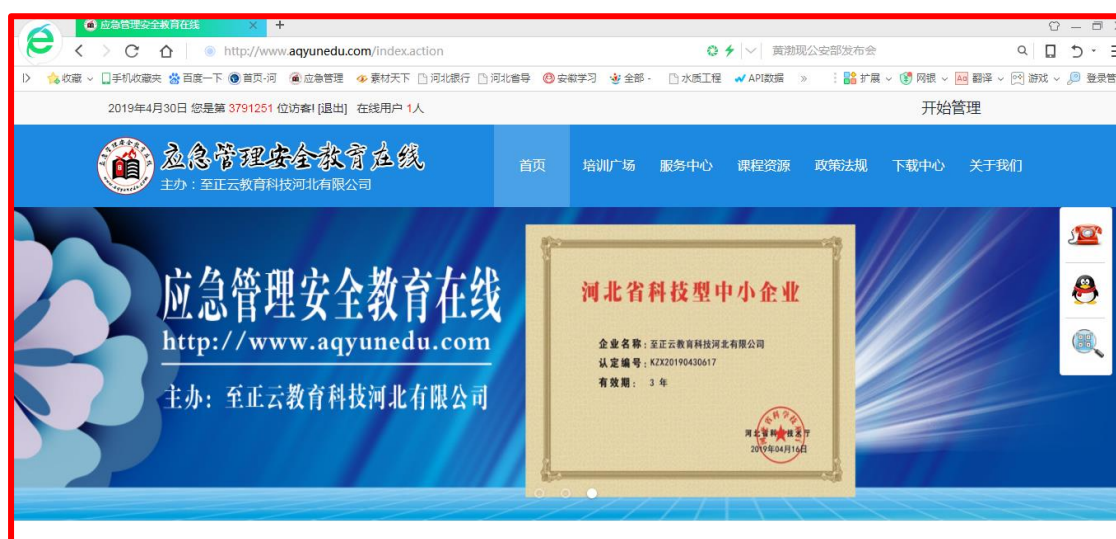 应急管理安全教育在线
http://www.aqyunedu.com/index.action
黄渤现公安部发布会
收藏 手机收藏夹 百度一下 首页-河 应急管理 素材天下 河北银行 河北省导 安徽学习 全部- 水质工程 API数据 » 扩展 网银 翻译 游戏 登录管
2019年4月30日 您是第 3791251 位访客! [退出] 在线用户 1人
开始管理
应急管理安全教育在线
主办：至正云教育科技河北有限公司
首页 培训广场 服务中心 课程资源 政策法规 下载中心 关于我们
应急管理安全教育在线
http://www.aqyunedu.com
主办: 至正云教育科技河北有限公司
河北省科技型中小企业
企业名称: 至正云教育科技河北有限公司
认定编号: KZX20190430617
有效期: 3 年
河北省科学技术厅
2019年04月16日